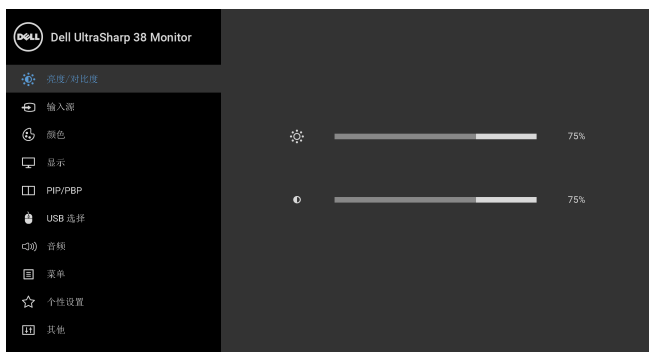 DELL Dell UltraSharp 38 Monitor
亮度/对比度
输入源
颜色
显示
PIP/PBP
USB 选择
音频
菜单
个性设置
其他
75%
75%